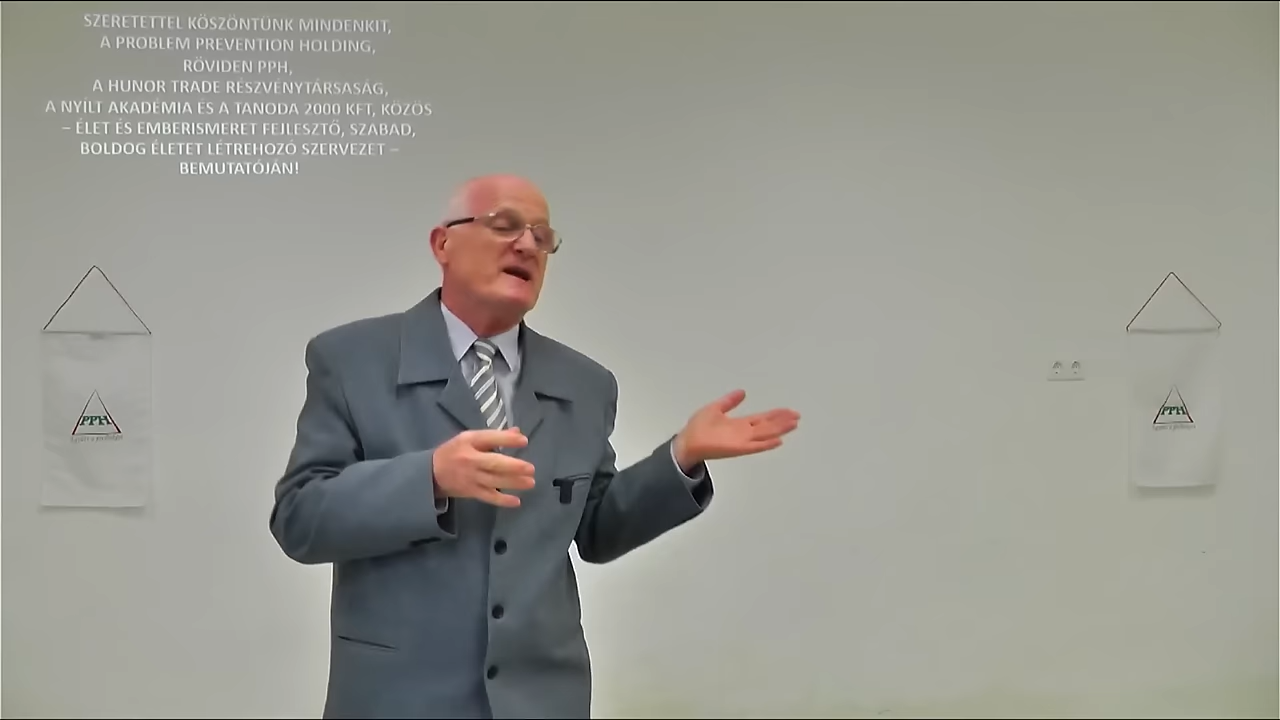 SZERETETTEL KÖSZÖNTÜNK MINDENKIT,
A PROBLEM PREVENTION HOLDING,
RÖVIDEN PPH,
A HUNOR TRADE RÉSZVÉNYTÁRSASÁG,
A NYÍLT AKADÉMIA ÉS A TANODA 2000 KFT, KÖZÖS
– ÉLET ÉS EMBERISMERET FEJLESZTŐ, SZABAD,
BOLDOG ÉLETET LÉTREHOZÓ SZERVEZET –
BEMUTATÓJÁN!
PPH
PPH